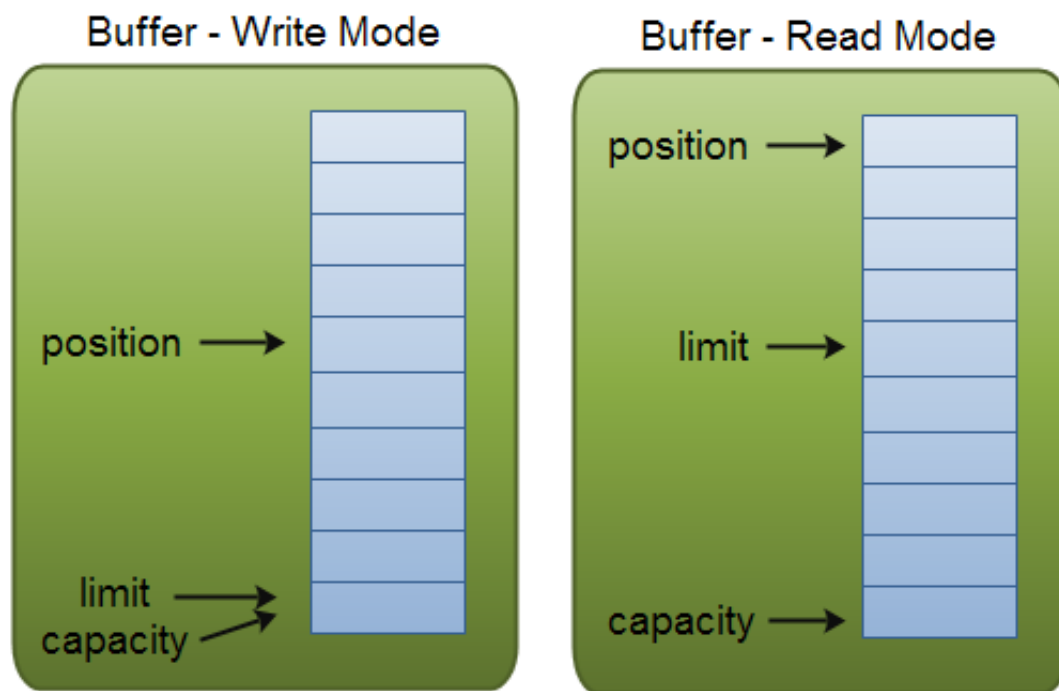 Buffer - Write Mode
position
limit
capacity
Buffer - Read Mode
position
limit
capacity